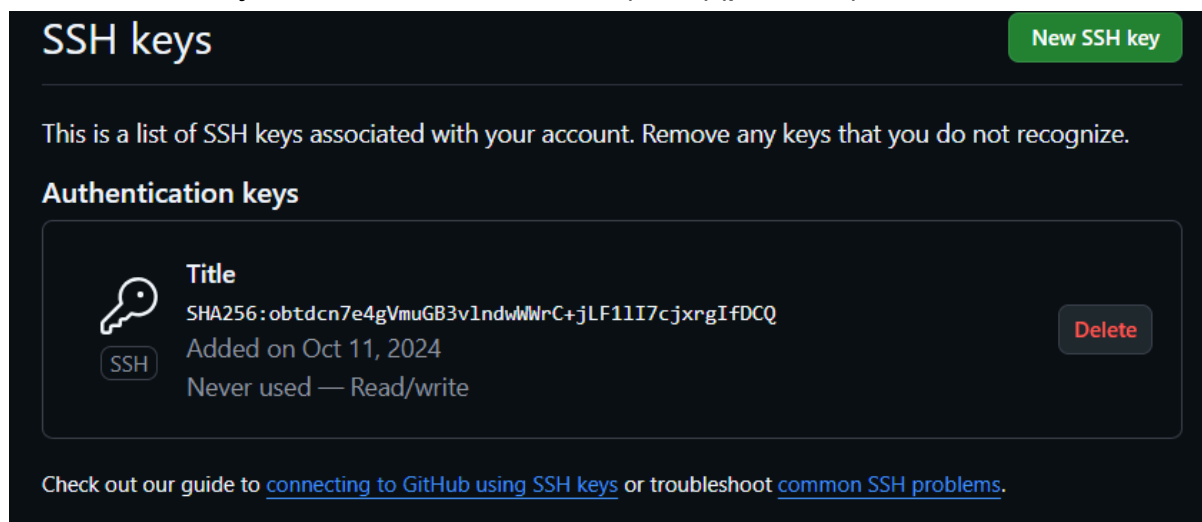 SSH keys
New SSH key
This is a list of SSH keys associated with your account. Remove any keys that you do not recognize.
Authentication keys
Title
SHA256:obtdcn7e4gVmuGB3vlndwWWrC+jLF1lI7cjxrgIfDCQ
SSH
Added on Oct 11, 2024
Never used — Read/write
Delete
Check out our guide to connecting to GitHub using SSH keys or troubleshoot common SSH problems.